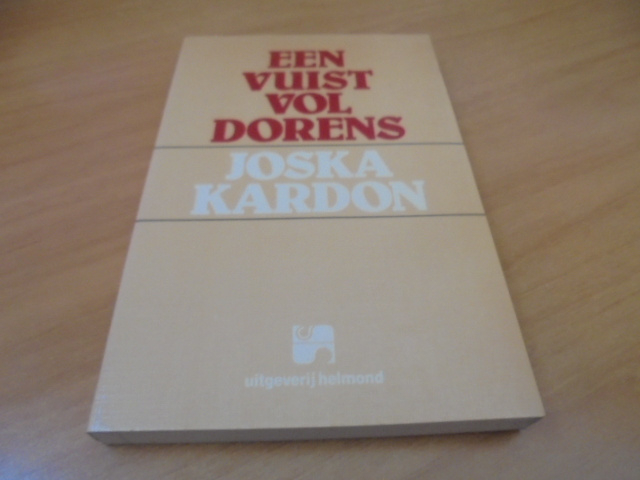 EEN
VUIST
VOL
DORENS
JOSKA
KARDON
uitgeverij helmond